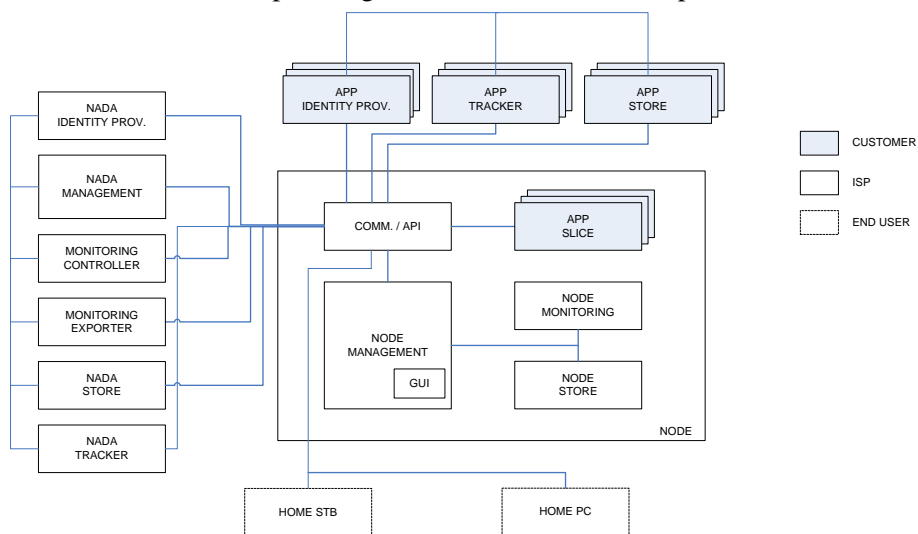 APP
IDENTITY PROV.
APP
TRACKER
APP
STORE
NADA
IDENTITY PROV.
NADA
MANAGEMENT
MONITORING
CONTROLLER
MONITORING
EXPORTER
NADA
STORE
NADA
TRACKER
COMM. / API
APP
SLICE
NODE
MANAGEMENT
GUI
NODE
MONITORING
NODE
STORE
NODE
HOME STB
HOME PC
CUSTOMER
ISP
END USER